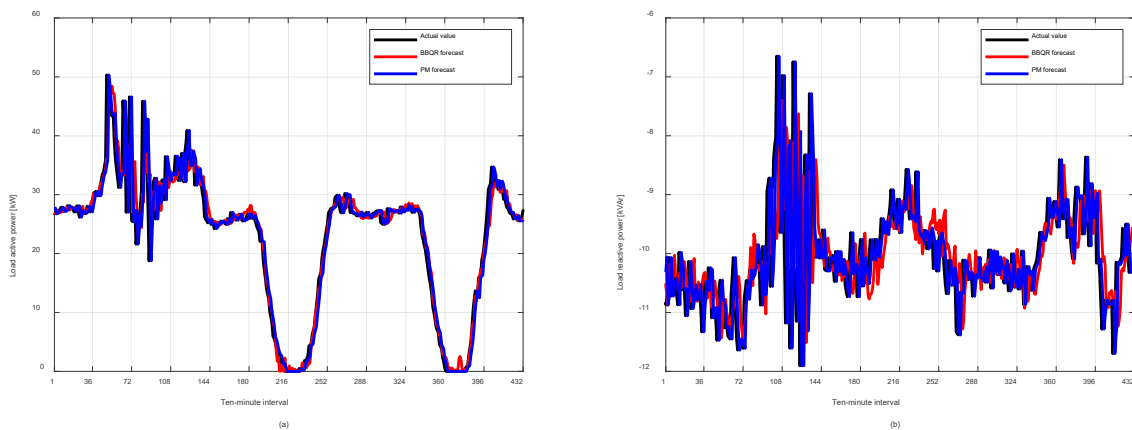 60
50
40
30
20
10
0
Load active power [kW]
Actual value
BBQR forecast
PM forecast
1 36 72 108 144 180 216 252 288 324 360 396 432
Ten-minute interval
(a)
-6
-7
-8
-9
-10
-11
-12
Load reactive power [kVAr]
Actual value
BBQR forecast
PM forecast
1 36 72 108 144 180 216 252 288 324 360 396 432
Ten-minute interval
(b)